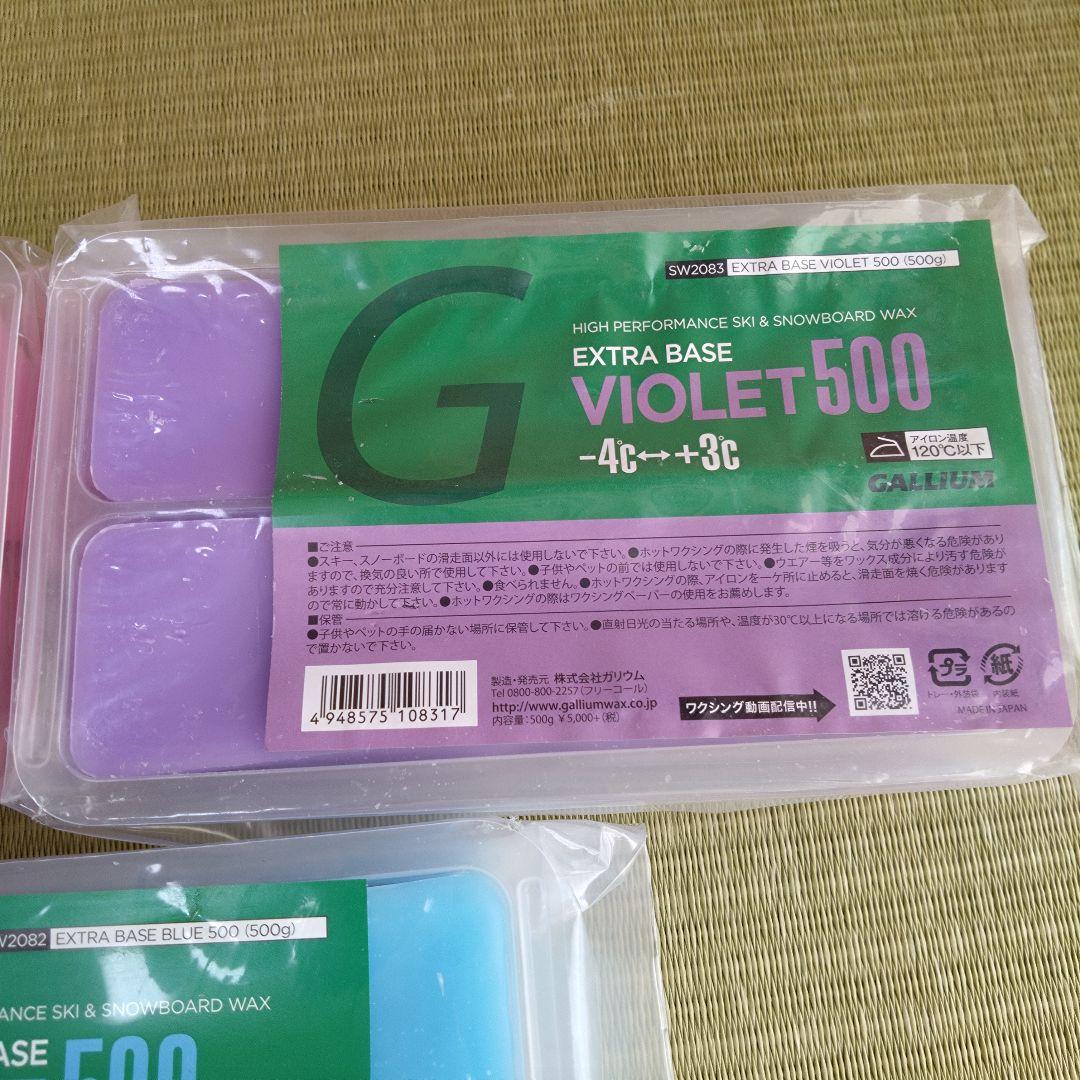 G
SW2083 EXTRA BASE VIOLET 500 (500g)
HIGH PERFORMANCE SKI & SNOWBOARD WAX
EXTRA BASE
VIOLET 500
-4℃↔+3℃
アイロン温度
120℃以下
GALLIUM
■ご注意
●スキー、スノーボードの滑走面以外には使用しないで下さい。●ホットワクシングの際に発生した煙を吸うと、気分が悪くなる危険があり
ますので、換気の良い所で使用して下さい。●子供やペットの前では使用しないで下さい。●ウエアー等をワックス成分により汚す危険が
ありますので充分注意して下さい。●食べられません。●ホットワクシングの際、アイロンを一ケ所に止めると、滑走面を焼く危険があります
ので常に動かして下さい。●ホットワクシングの際はワクシングペーパーの使用をお薦めします。
■保管
●子供やペットの手の届かない場所に保管して下さい。●直射日光の当たる場所や、温度が30℃以上になる場所では溶ける危険があるの
で置かないで下さい。
4 948575 108317
製造・発売元 株式会社ガリウム
Tel 0800-800-2257(フリーコール)
http://www.galliumwax.co.jp
内容量:500g ¥5,000+(税)
ワクシング動画配信中!!
プラ
トレー・外装袋
紙
内装紙
MADE IN JAPAN
W2082 EXTRA BASE BLUE 500 (500g)
ANCE SKI & SNOWBOARD WAX
ASE
500